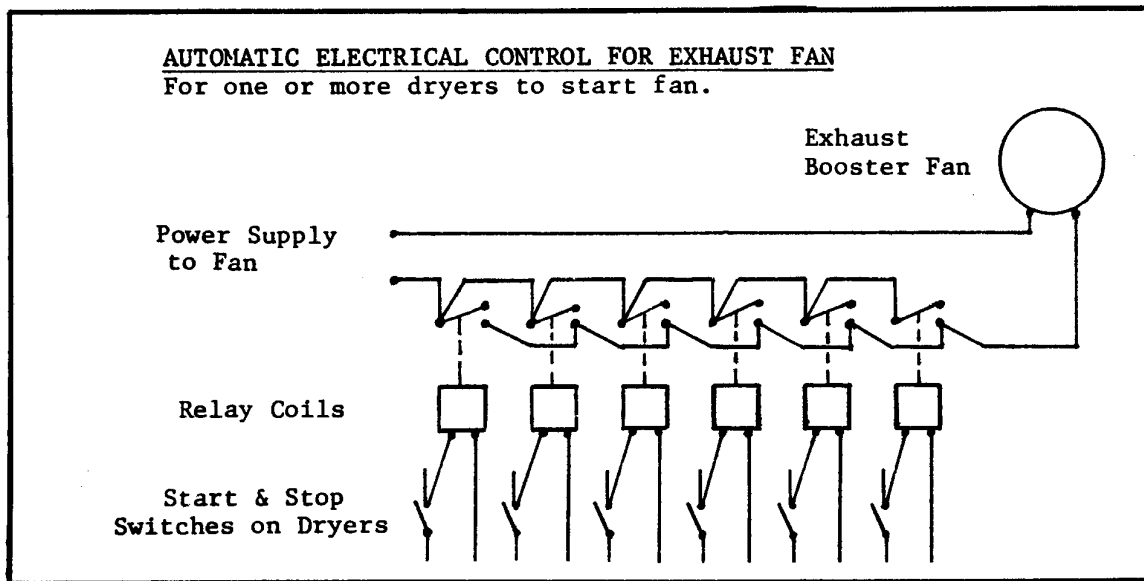 AUTOMATIC ELECTRICAL CONTROL FOR EXHAUST FAN
For one or more dryers to start fan.
Exhaust
Booster Fan
Power Supply
to Fan
Relay Coils
Start & Stop
Switches on Dryers